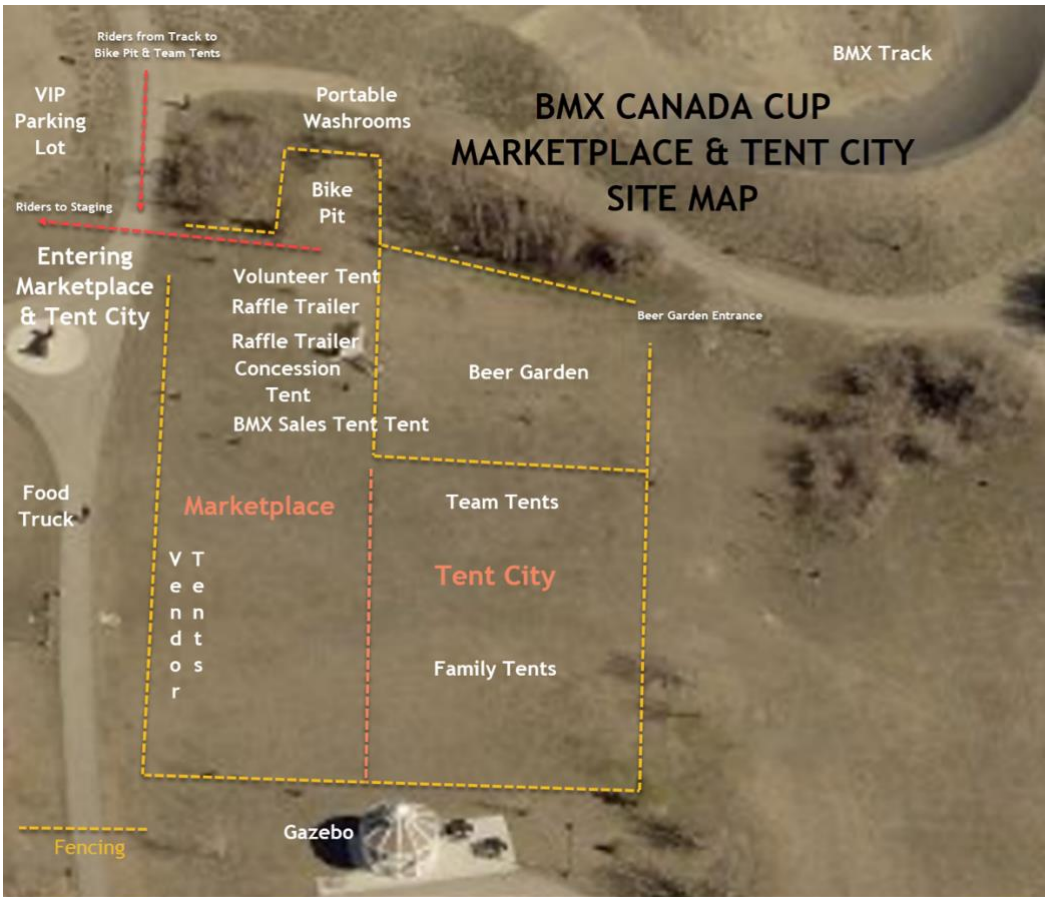 Riders from Track to
Bike Pit & Team Tents
BMX Track
VIP
Parking
Lot
Portable
Washrooms
BMX CANADA CUP
MARKETPLACE & TENT CITY
SITE MAP
Bike
Pit
Riders to Staging
Entering
Marketplace
& Tent City
Volunteer Tent
Raffle Trailer
Raffle Trailer
Concession
Tent
BMX Sales Tent Tent
Beer Garden Entrance
Beer Garden
Food
Truck
Marketplace
Team Tents
Tent City
Vendor
Tents
Family Tents
Gazebo
Fencing